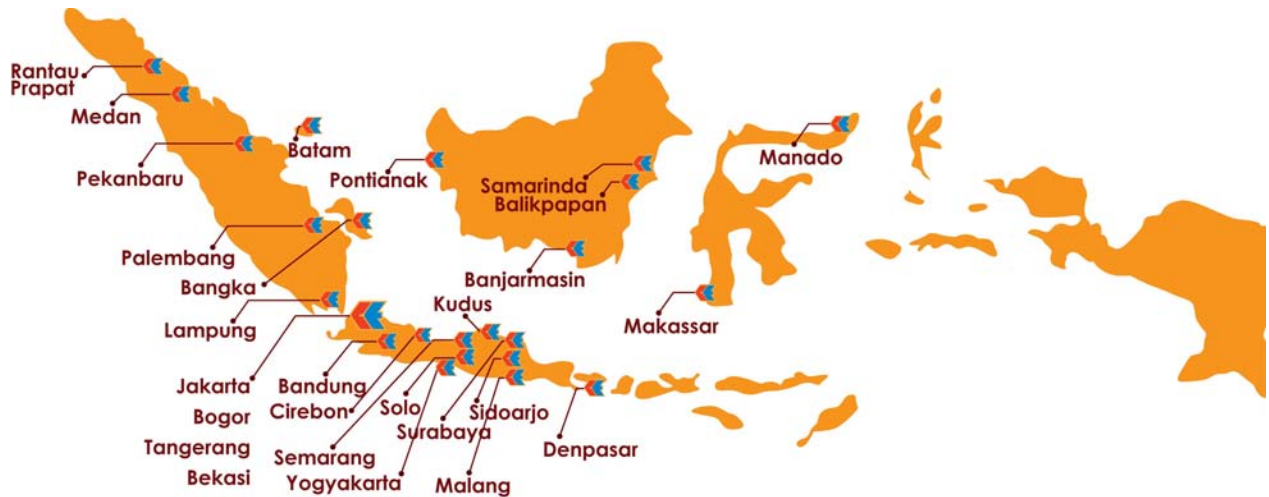 Rantau
Prapat
Medan
Pekanbaru
Batam
Pontianak
Samarinda
Balikpapan
Manado
Palembang
Bangka
Banjarmasin
Lampung
Kudus
Makassar
Jakarta
Bogor
Tangerang
Bekasi
Bandung
Cirebon
Semarang
Yogyakarta
Solo
Surabaya
Sidoarjo
Malang
Denpasar